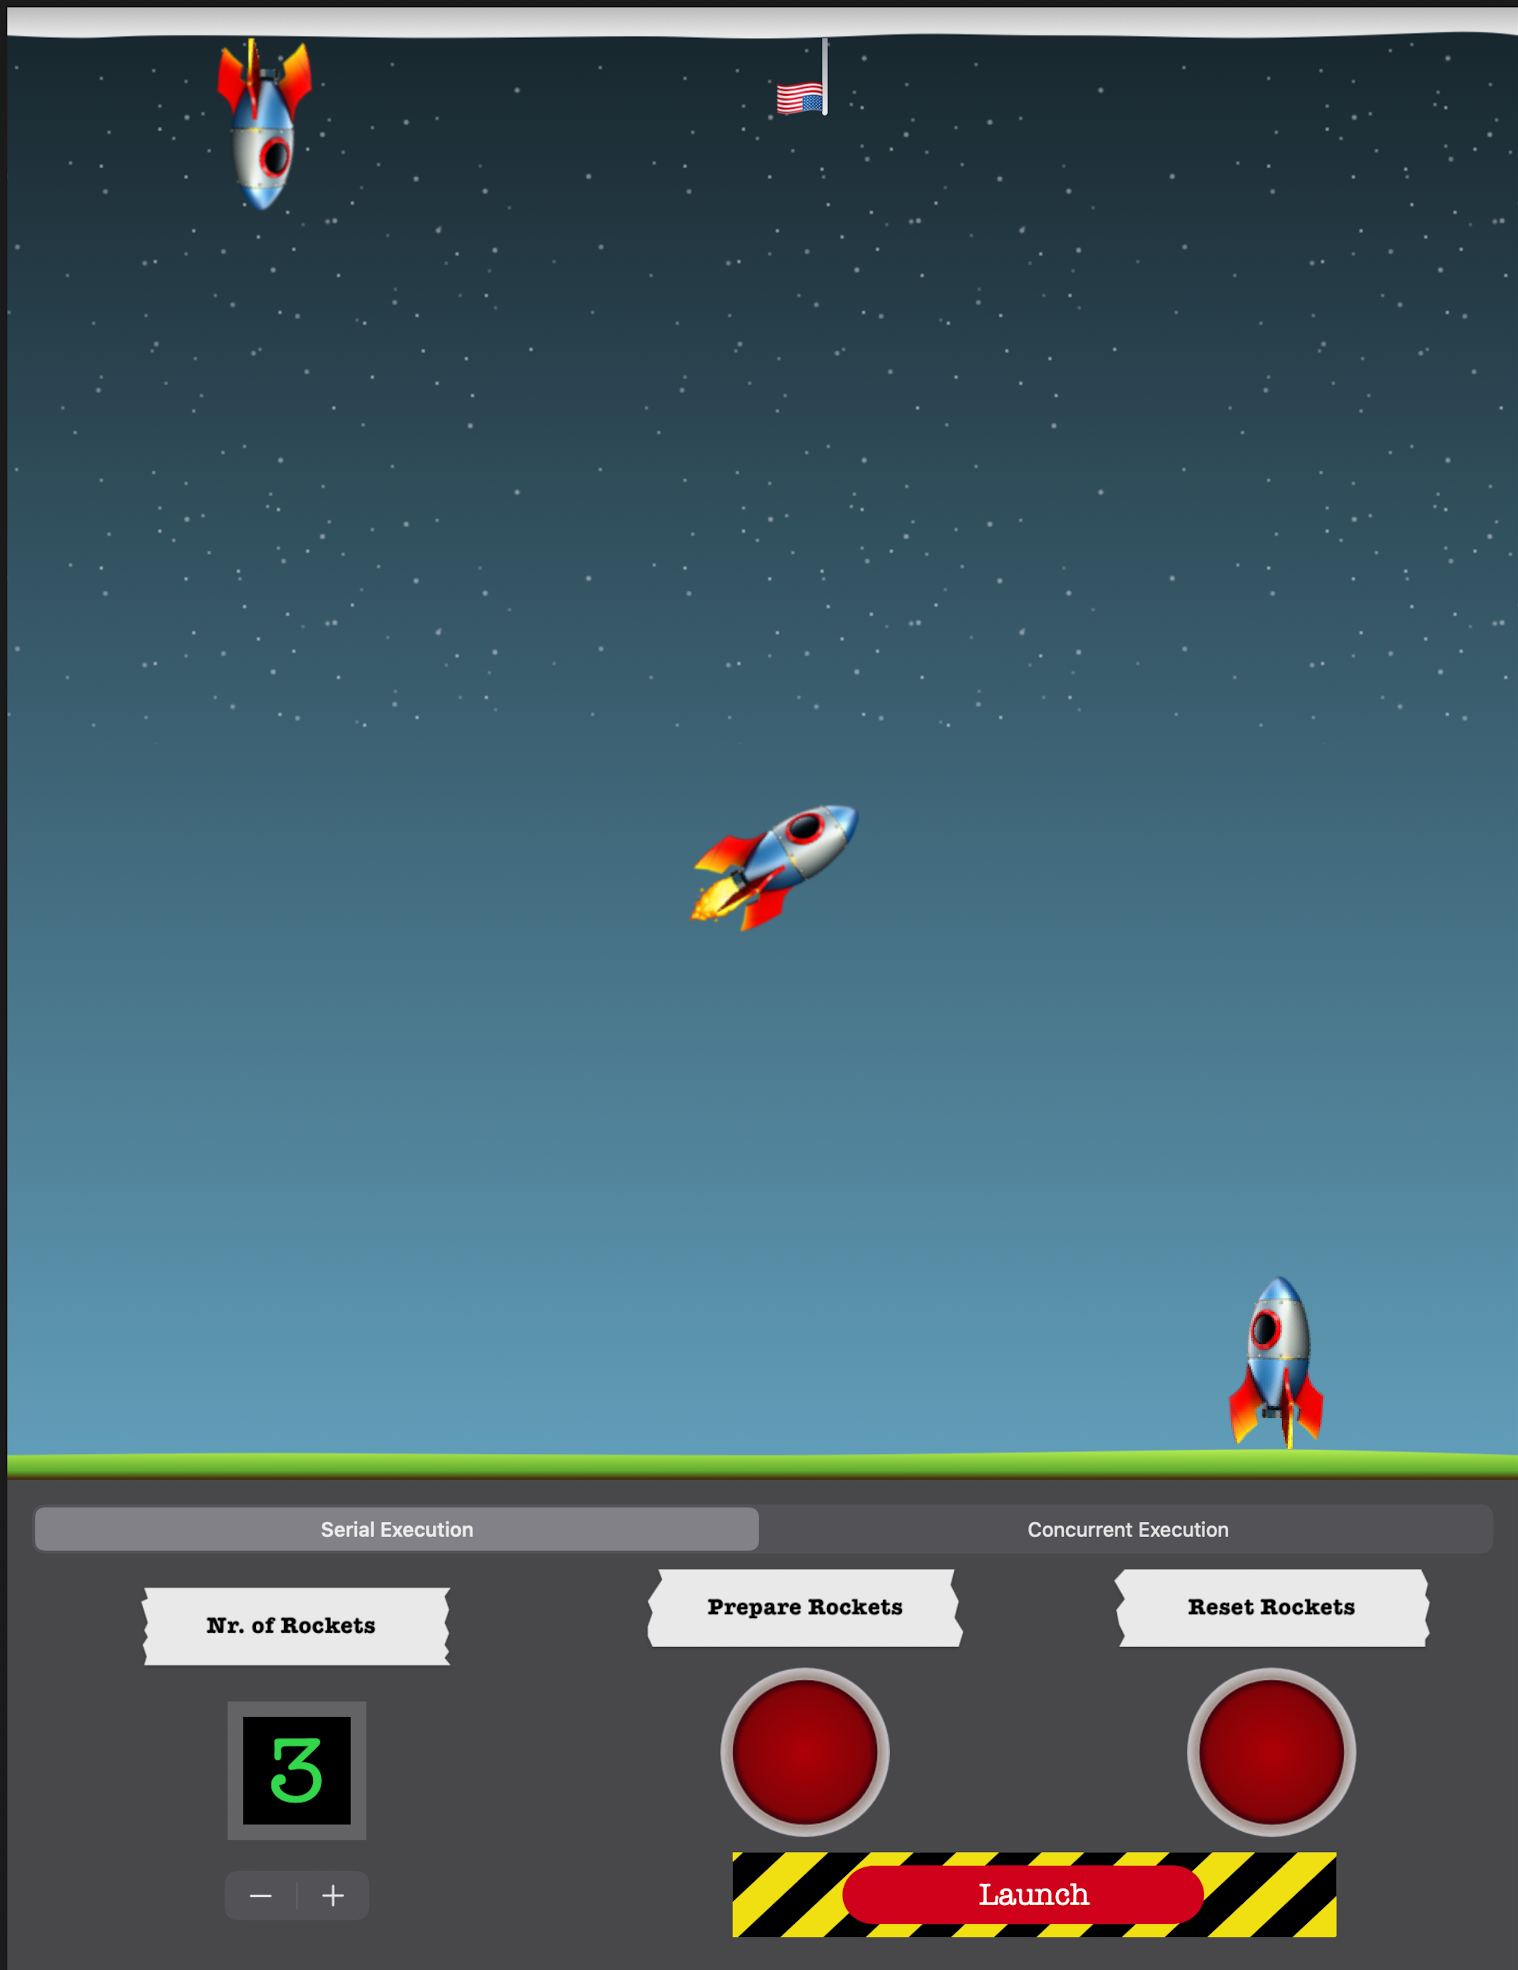 Serial Execution
Concurrent Execution
Nr. of Rockets
Prepare Rockets
Reset Rockets
3
− +
Launch